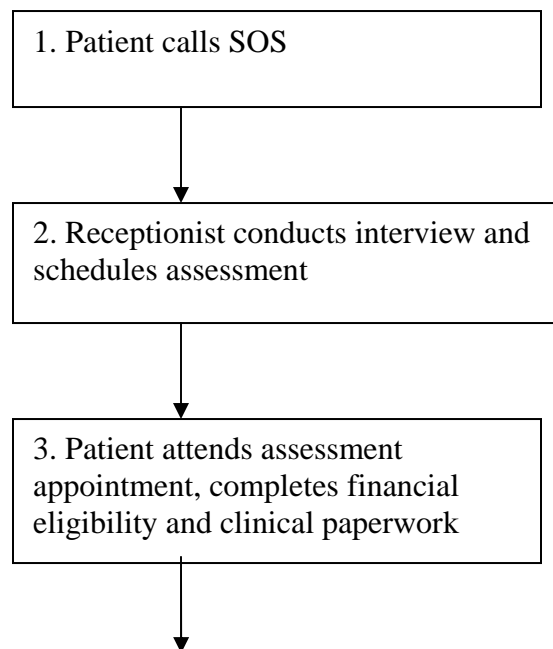 1. Patient calls SOS
2. Receptionist conducts interview and
schedules assessment
3. Patient attends assessment
appointment, completes financial
eligibility and clinical paperwork